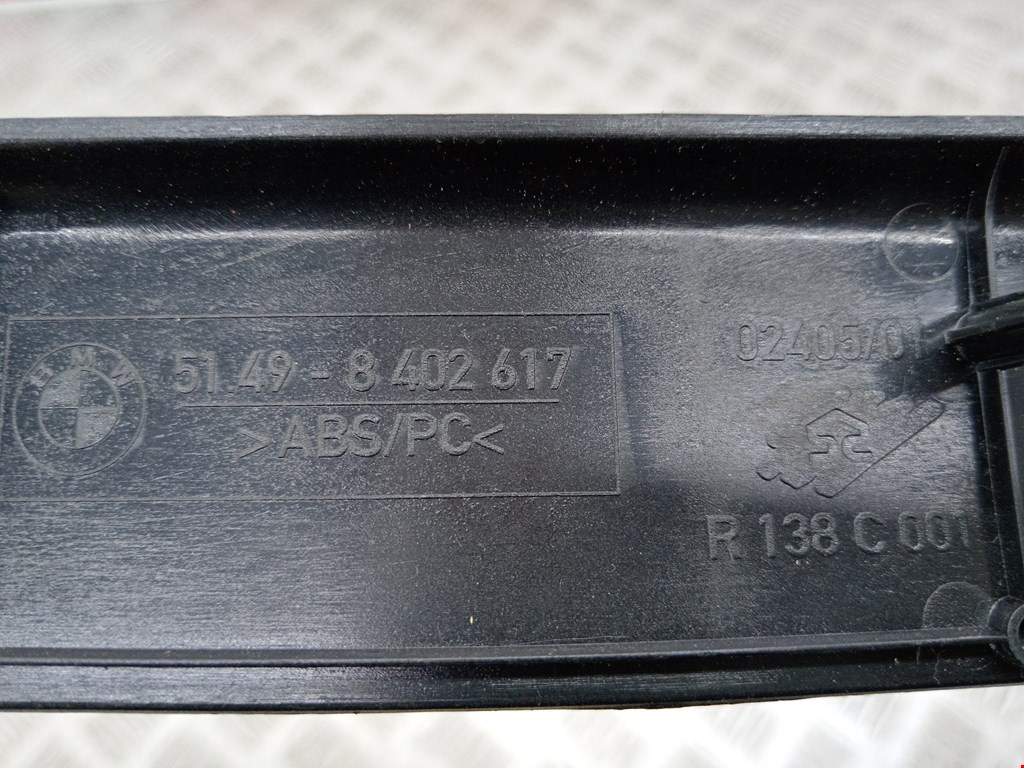 BMW
51 49 - 8 402 617
>ABS/PC<
02405/01
R 138 C 001